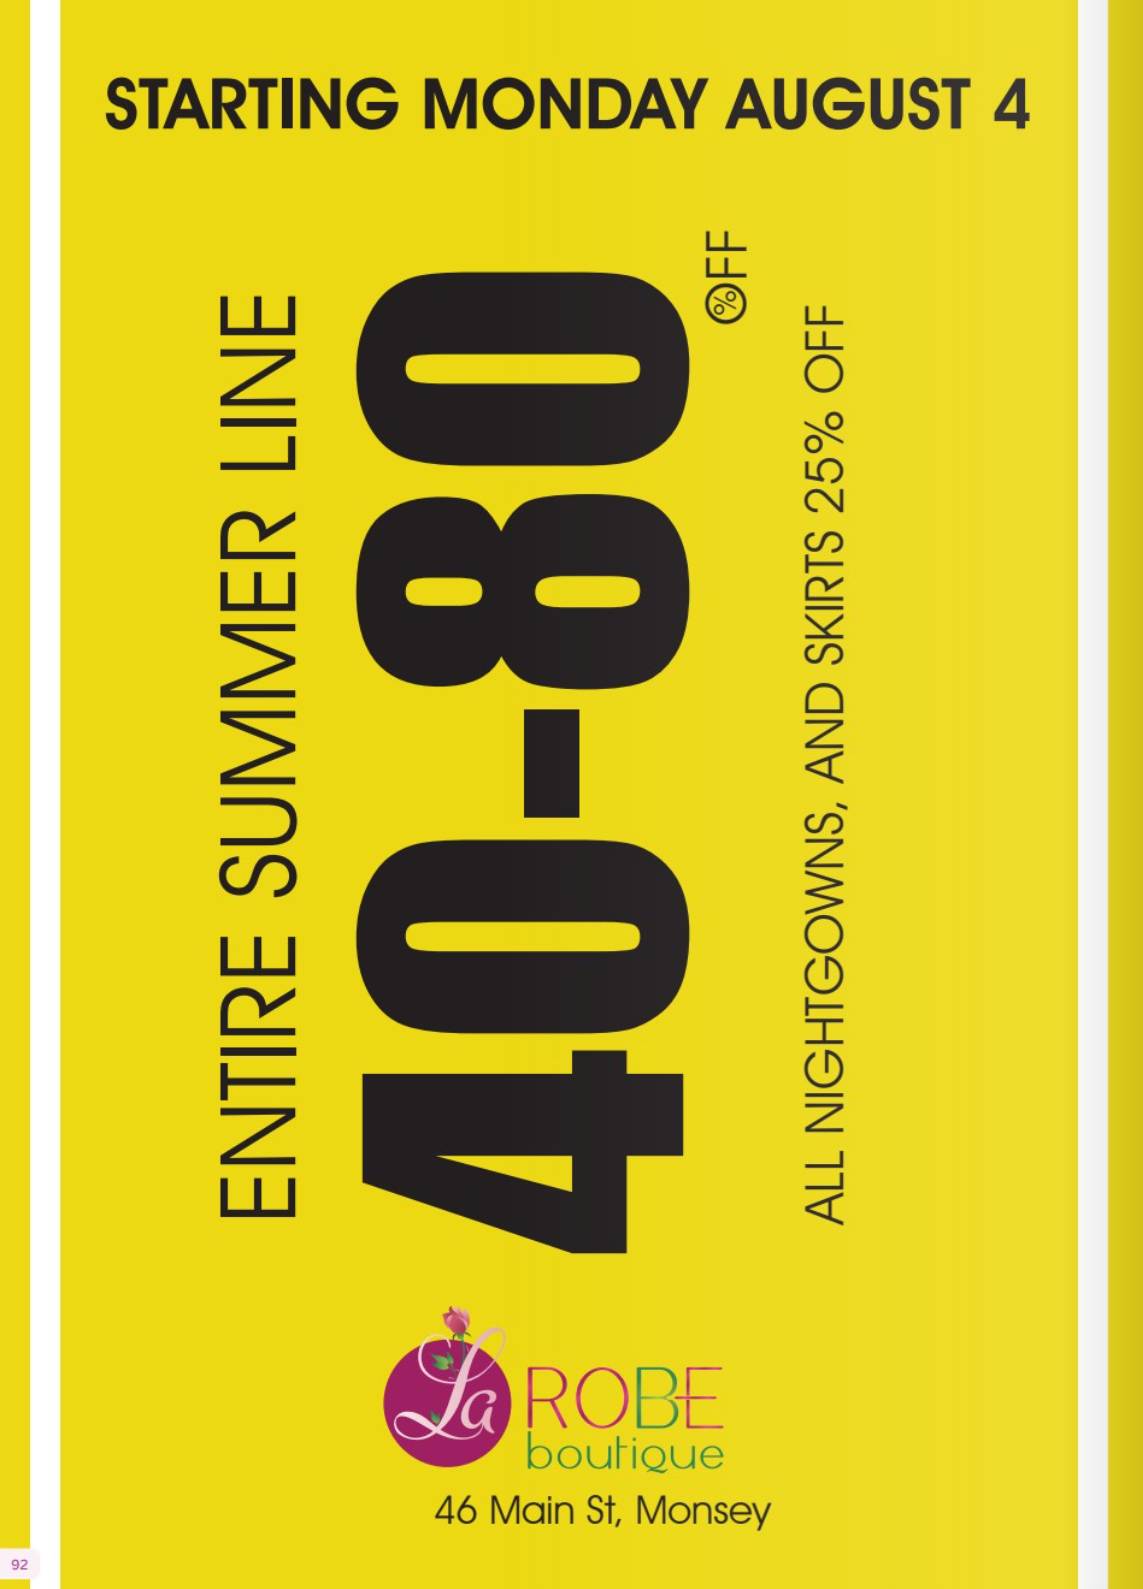 STARTING MONDAY AUGUST 4
ENTIRE SUMMER LINE
40-80
%OFF
ALL NIGHTGOWNS, AND SKIRTS 25% OFF
La ROBE
boutique
46 Main St, Monsey
92